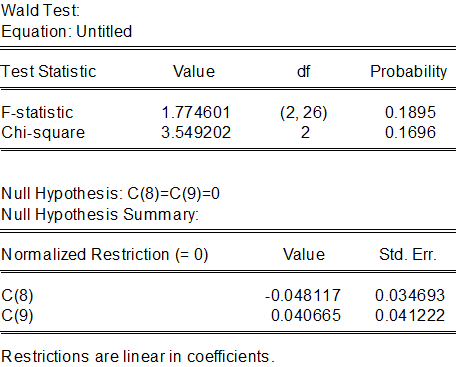 Wald Test:
Equation: Untitled
Test Statistic Value df Probability
F-statistic 1.774601 (2, 26) 0.1895
Chi-square 3.549202 2 0.1696
Null Hypothesis: C(8)=C(9)=0
Null Hypothesis Summary:
Normalized Restriction (= 0) Value Std. Err.
C(8) -0.048117 0.034693
C(9) 0.040665 0.041222
Restrictions are linear in coefficients.